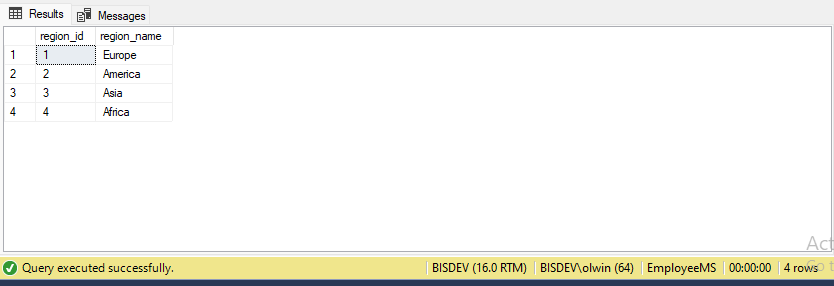 Results Messages
region_id region_name
1 1 Europe
2 2 America
3 3 Asia
4 4 Africa
Query executed successfully. BISDEV (16.0 RTM) BISDEV\olwin (64) EmployeeMS 00:00:00 4 rows